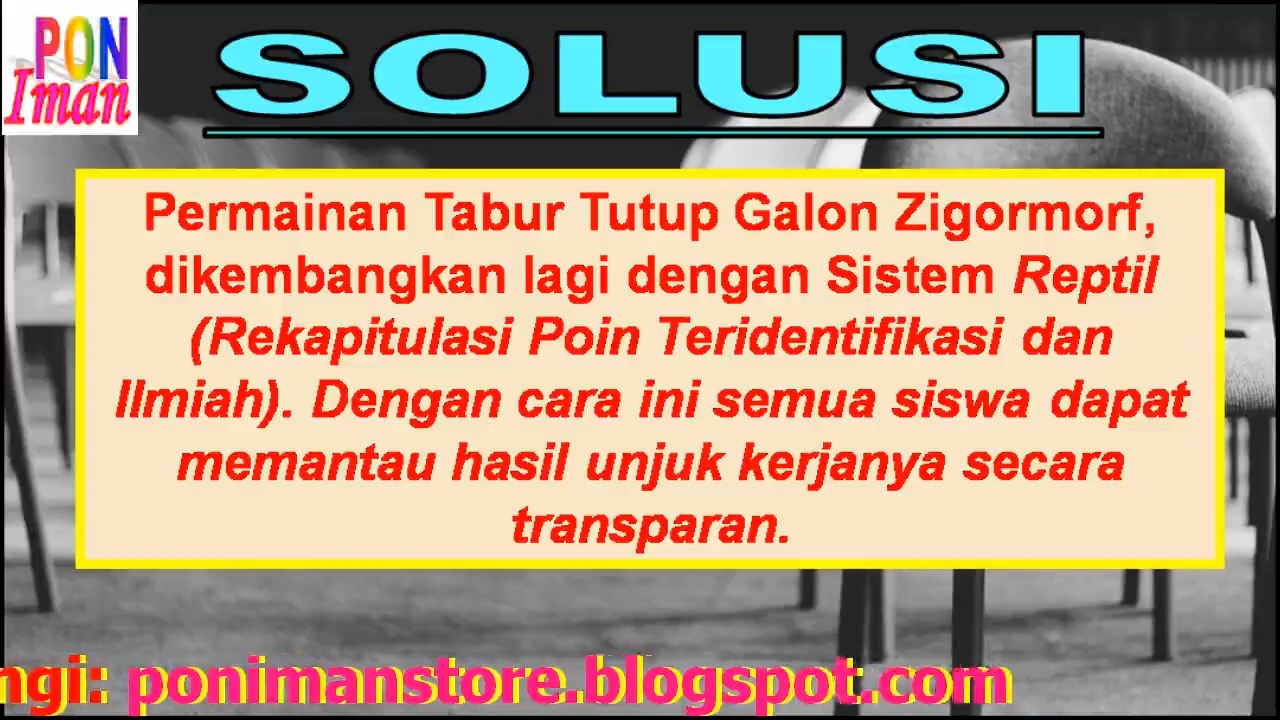 PON
Iman
SOLUSI
Permainan Tabur Tutup Galon Zigormorf,
dikembangkan lagi dengan Sistem Reptil
(Rekapitulasi Poin Teridentifikasi dan
Ilmiah). Dengan cara ini semua siswa dapat
memantau hasil unjuk kerjanya secara
transparan.
ngi: ponimanstore.blogspot.com